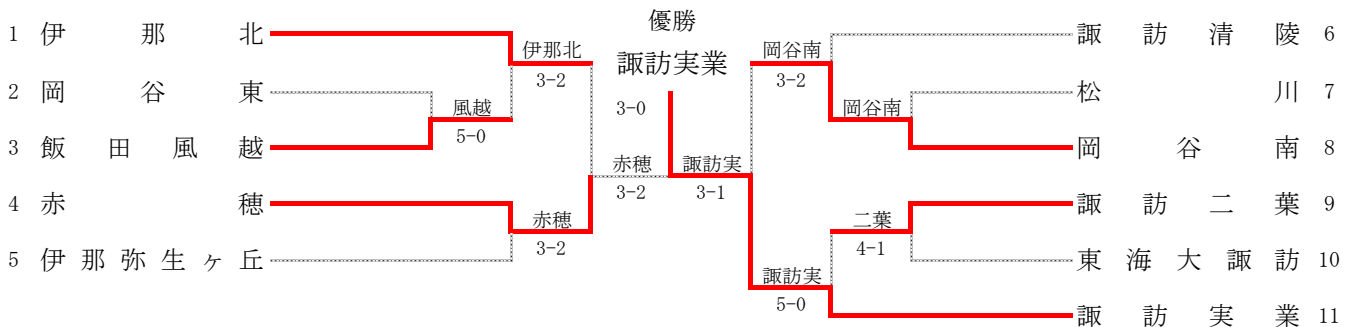 優勝
諏訪実業
3-0
1 伊那北
2 岡谷東
3 飯田風越
4 赤穂
5 伊那弥生ヶ丘
伊那北
3-2
風越
5-0
赤穂
3-2
赤穂
3-2
諏訪実
3-1
岡谷南
3-2
岡谷南
二葉
4-1
諏訪実
5-0
諏訪清陵 6
松川 7
岡谷南 8
諏訪二葉 9
東海大諏訪 10
諏訪実業 11